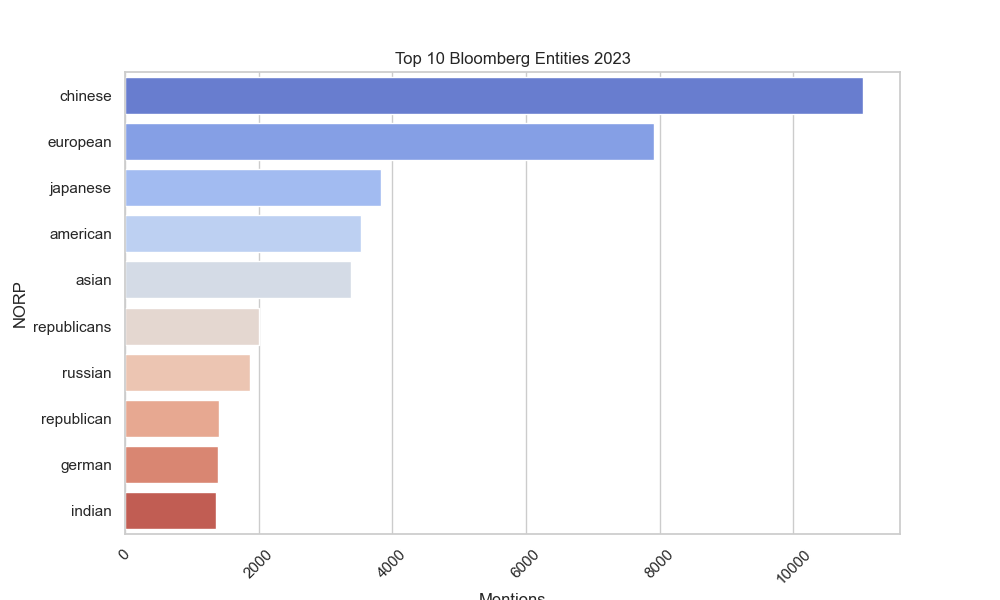 Top 10 Bloomberg Entities 2023
chinese
european
japanese
american
asian
republicans
russian
republican
german
indian
NORP
0
2000
4000
6000
8000
10000
Mentions